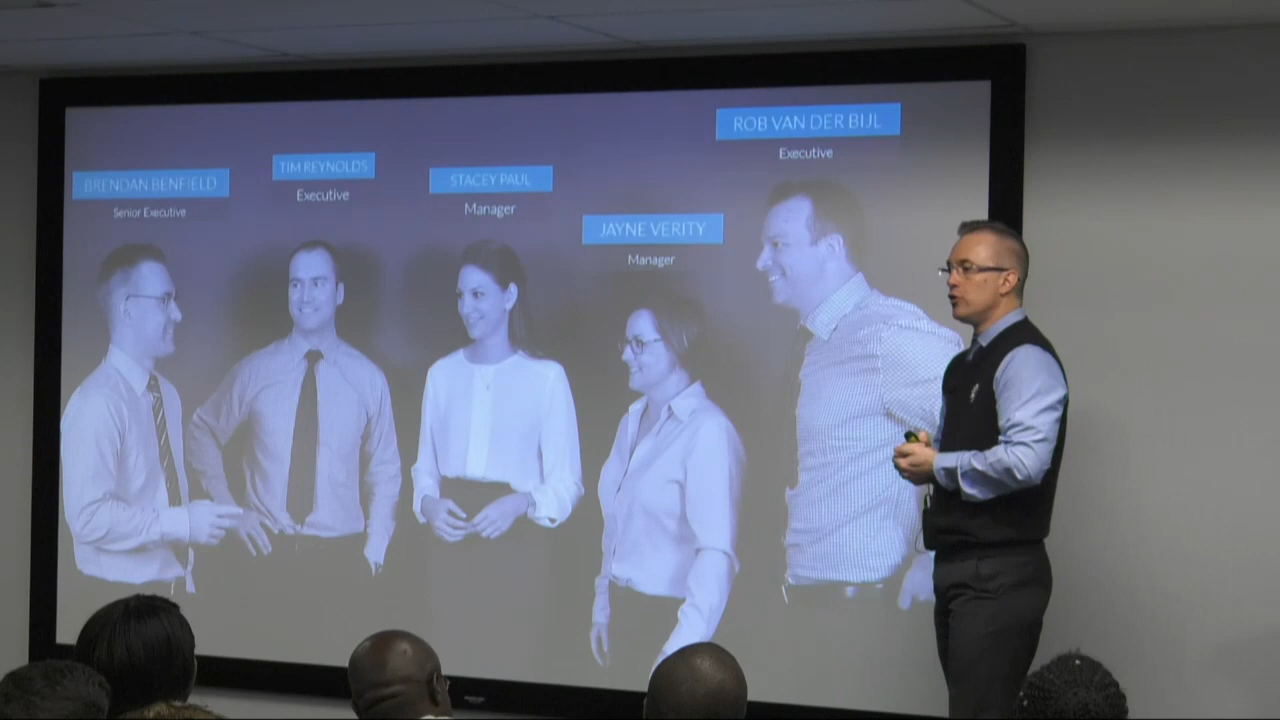 BRENDAN BENFIELD
Senior Executive
TIM REYNOLDS
Executive
STACEY PAUL
Manager
JAYNE VERITY
Manager
ROB VAN DER BIJL
Executive